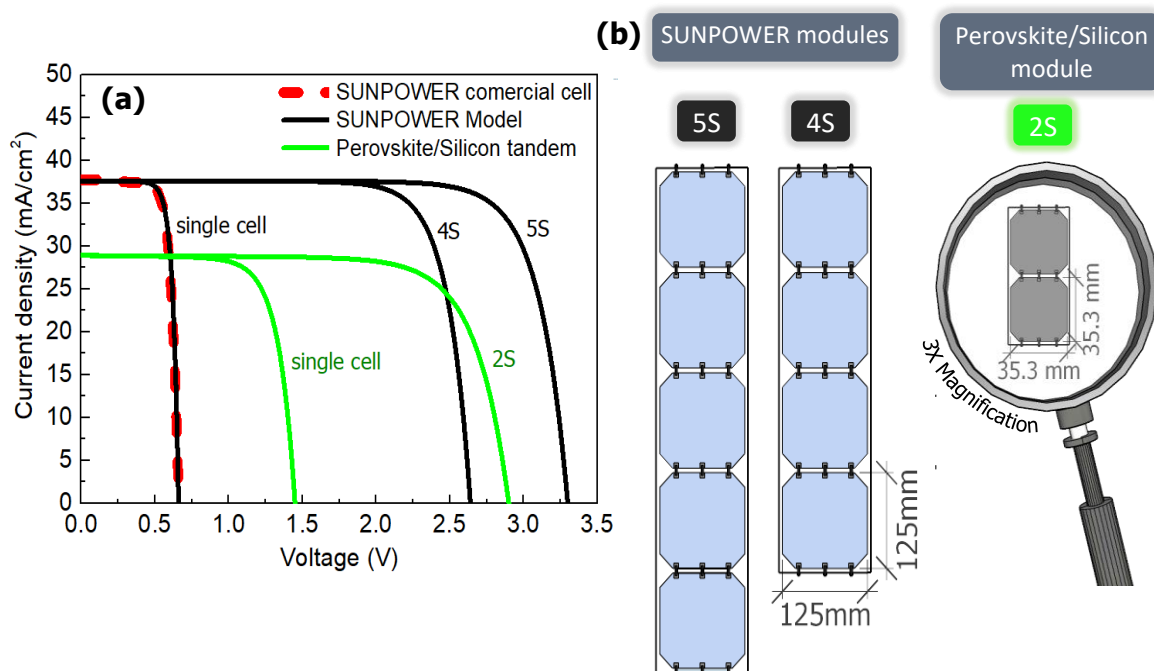 (a)
50
45
40
35
30
25
20
15
10
5
0
Current density (mA/cm²)
SUNPOWER comercial cell
SUNPOWER Model
Perovskite/Silicon tandem
single cell
4S
5S
single cell
2S
0.0 0.5 1.0 1.5 2.0 2.5 3.0 3.5
Voltage (V)
(b)
SUNPOWER modules
Perovskite/Silicon
module
5S
4S
2S
125mm
125mm
35.3 mm
35.3 mm
3X Magnification